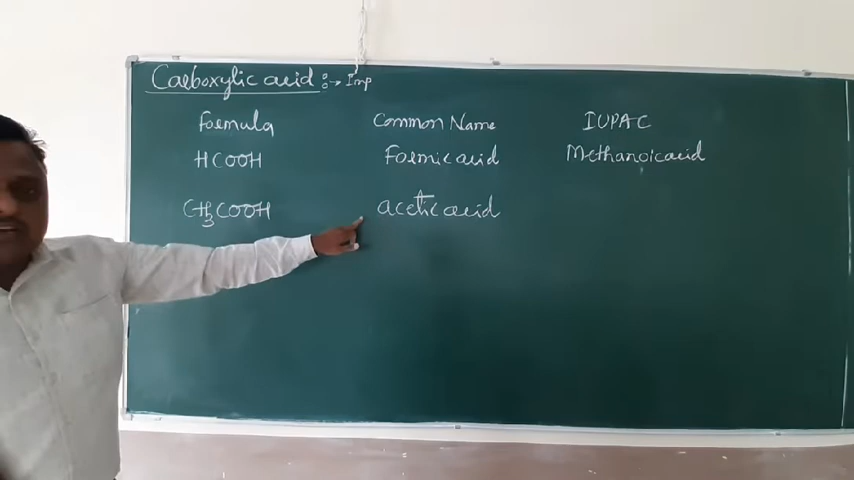 Carboxylic acid :→ Imp
Formula Common Name IUPAC
HCOOH Formic acid Methanoic acid
CH3COOH acetic acid